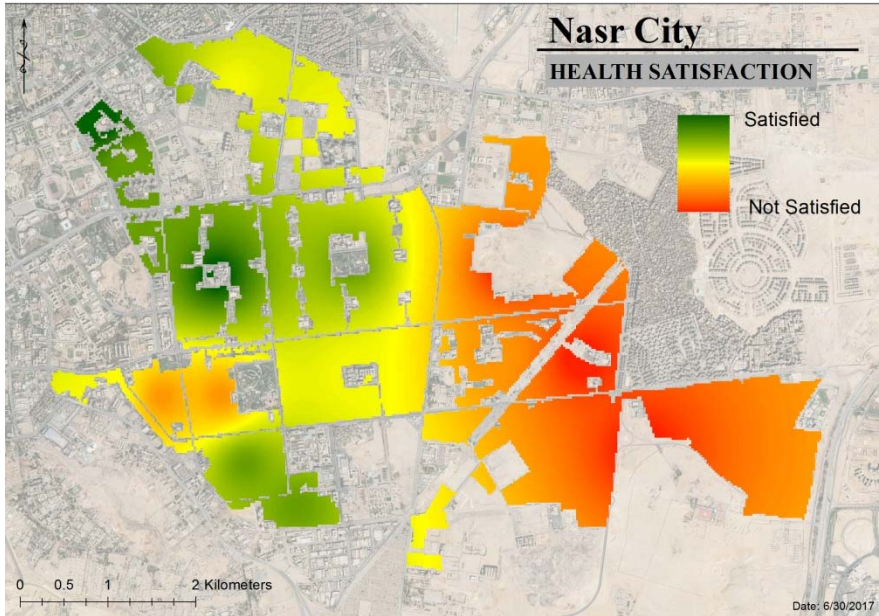 Nasr City
HEALTH SATISFACTION
Satisfied
Not Satisfied
0 0.5 1 2 Kilometers
Date: 6/30/2017